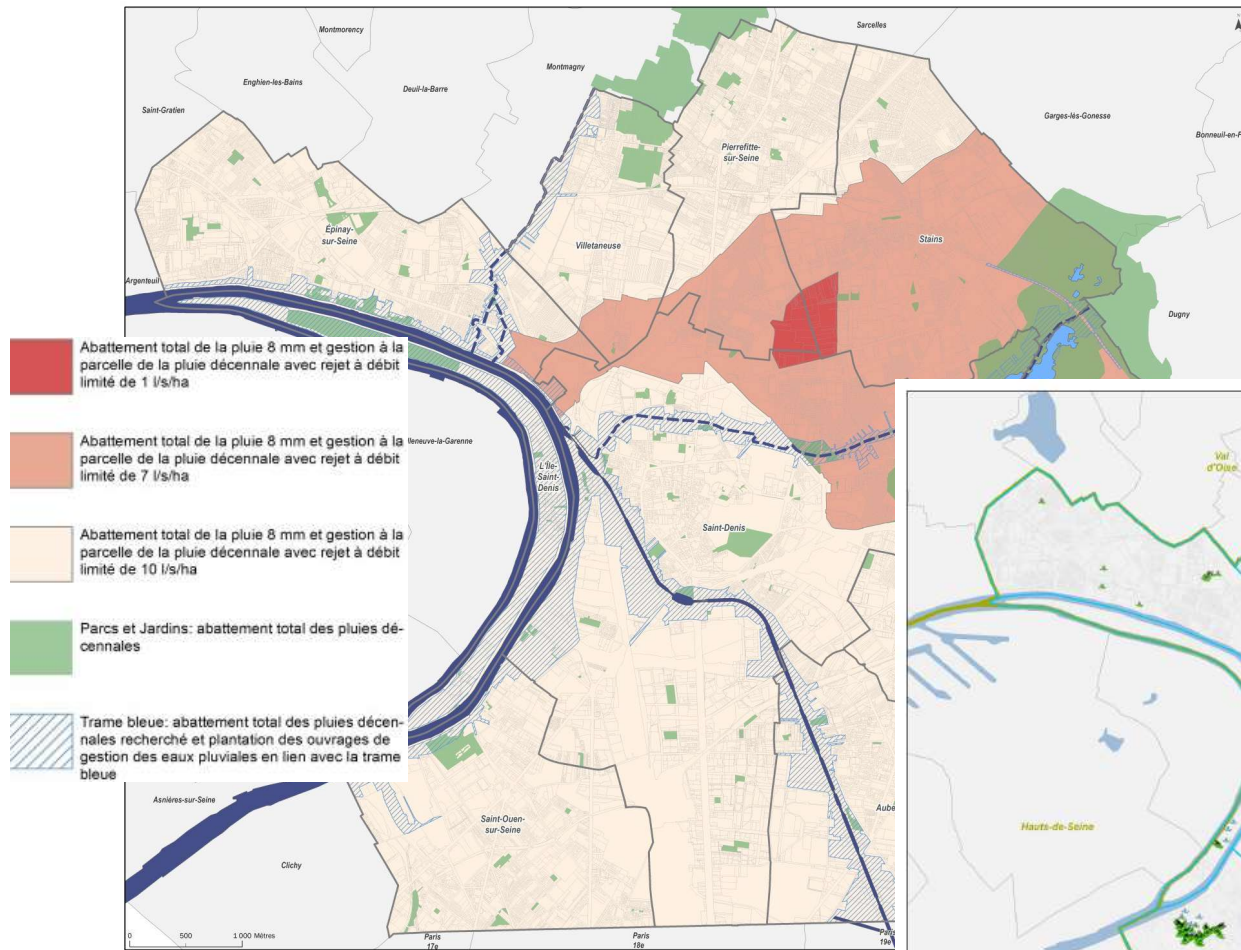 Montmorency
Sarcelles
Enghien-les-Bains
Deuil-la-Barre
Montmagny
Saint-Gratien
Garges-lès-Gonesse
Pierrefitte-
sur-Seine
Épinay-
sur-Seine
Villetaneuse
Stains
Argenteuil
Dugny
Abattement total de la pluie 8 mm et gestion à la
parcelle de la pluie décennale avec rejet à débit
limité de 1 l/s/ha
Abattement total de la pluie 8 mm et gestion à la
parcelle de la pluie décennale avec rejet à débit
limité de 7 l/s/ha
Abattement total de la pluie 8 mm et gestion à la
parcelle de la pluie décennale avec rejet à débit
limité de 10 l/s/ha
Parcs et Jardins: abattement total des pluies dé-
cennales
Trame bleue: abattement total des pluies décen-
nales recherché et plantation des ouvrages de
gestion des eaux pluviales en lien avec la trame
bleue
lleneuve-la-Garenne
L'Île-
Saint-
Denis
Saint-Denis
Val
d'Oise
Hauts-de-Seine
Asnières-sur-Seine
Saint-Ouen-
sur-Seine
Clichy
0 500 1 000 Mètres
Paris
17e
Paris
18e
Paris
19e